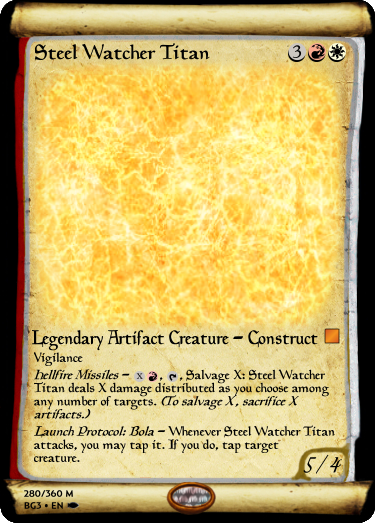 Steel Watcher Titan 3
Legendary Artifact Creature – Construct
Vigilance
Hellfire Missiles – X, Salvage X: Steel Watcher
Titan deals X damage distributed as you choose among
any number of targets. (To salvage X, sacrifice X
artifacts.)
Launch Protocol: Bola – Whenever Steel Watcher Titan
attacks, you may tap it. If you do, tap target
creature.
5/4
280/360 M
BG3 • EN